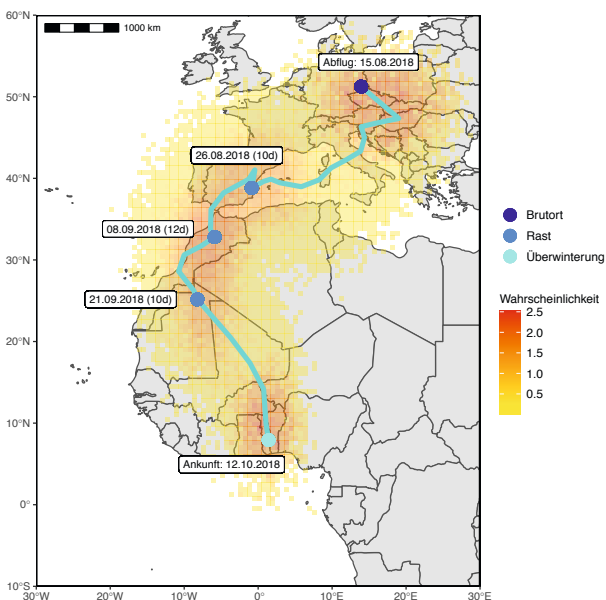 60°N
1000 km
Abflug: 15.08.2018
50°N
26.08.2018 (10d)
40°N
08.09.2018 (12d)
30°N
21.09.2018 (10d)
20°N
10°N
Ankunft: 12.10.2018
0°
10°S
30°W 20°W 10°W 0° 10°E 20°E 30°E
Brutort
Rast
Überwinterung
Wahrscheinlichkeit
2.5
2.0
1.5
1.0
0.5